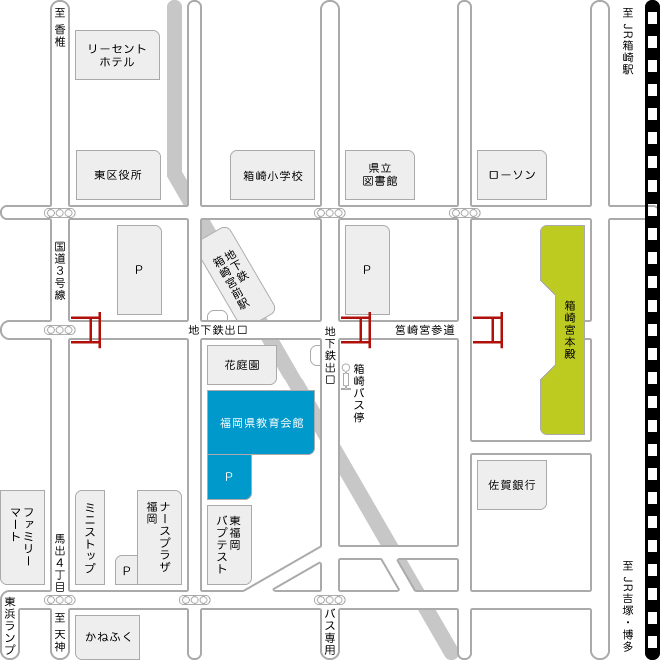 至 香椎
リーセント
ホテル
至 JR箱崎駅
東区役所
箱崎小学校
県立
図書館
ローソン
国道3号線
P
地下鉄
箱崎宮前駅
P
箱崎宮本殿
地下鉄出口
地下鉄出口
筥崎宮参道
花庭園
箱崎バス停
福岡県教育会館
P
佐賀銀行
ファミリー
マート
馬出4丁目
ミニストップ
P
ナースプラザ
福岡
東福岡
バプテスト
東浜ランプ
至 天神
かねふく
バス専用
至 JR吉塚・博多